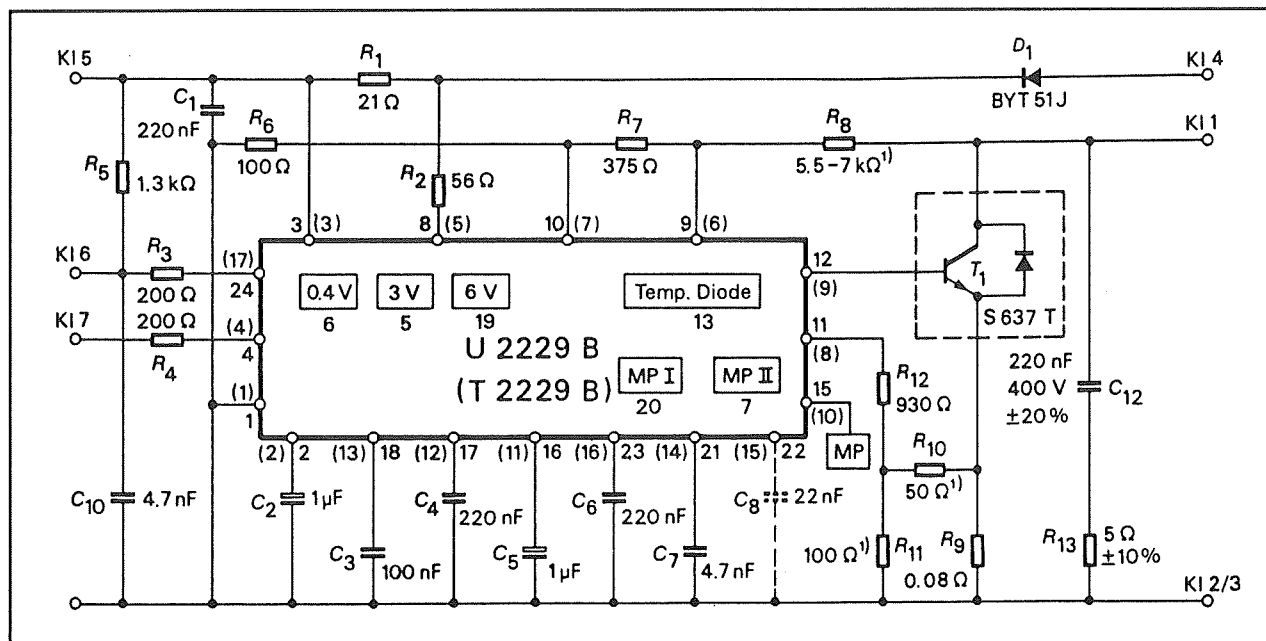 KI 5
R1
21 Ω
D1
BYT 51 J
KI 4
C1
220 nF
R6
100 Ω
R7
375 Ω
R8
5.5-7 kΩ¹⁾
KI 1
R5
1.3 kΩ
R2
56 Ω
3 (3)
8 (5)
10 (7)
9 (6)
KI 6
R3
200 Ω
(17)
24
0.4 V
6
3 V
5
6 V
19
Temp. Diode
13
12
(9)
T1
S 637 T
KI 7
200 Ω
R4
(4)
4
U 2229 B
(T 2229 B)
MP I
20
MP II
7
11
(8)
15
(10)
MP
R12
930 Ω
220 nF
400 V
±20%
C12
(1)
1
(2) 2
(13) 18
(12) 17
(11) 16
(16) 23
(14) 21
(15) 22
R10
50 Ω¹⁾
C10
4.7 nF
C2
1 µF
C3
100 nF
C4
220 nF
C5
1 µF
C6
220 nF
C7
4.7 nF
C8
22 nF
100 Ω¹⁾
R11
R9
0.08 Ω
R13
5 Ω
±10%
KI 2/3